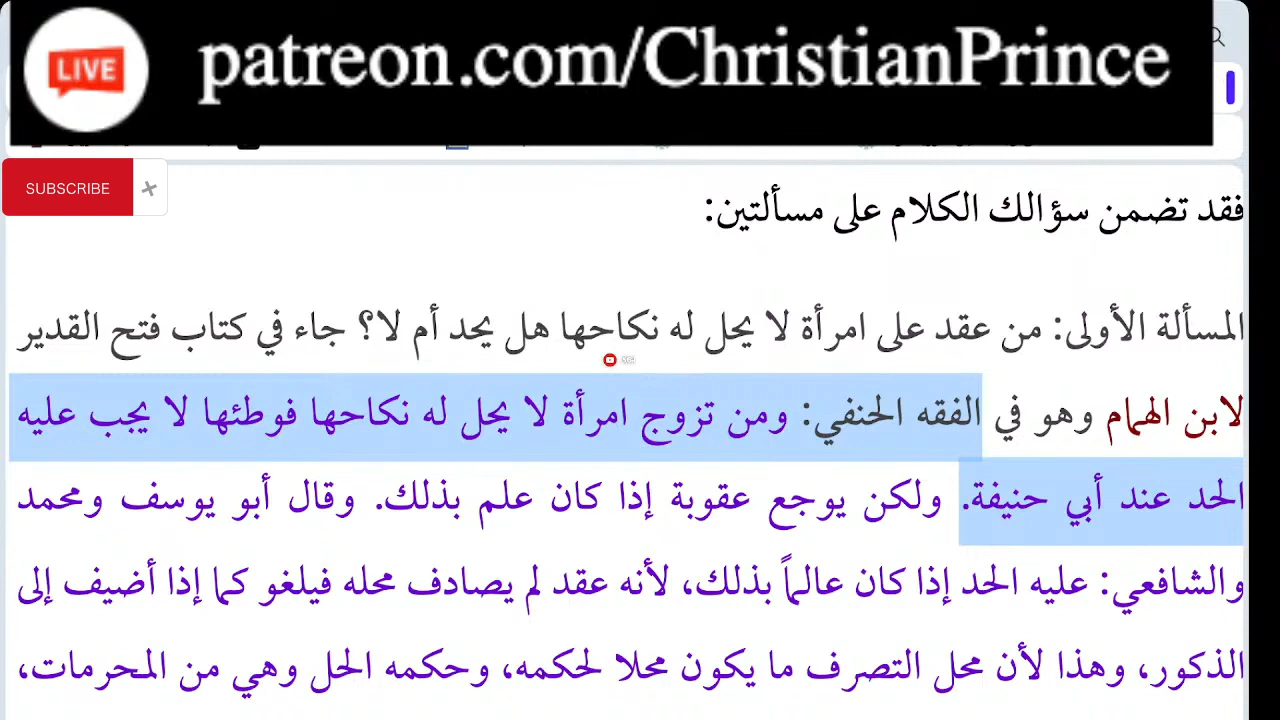 LIVE
patreon.com/ChristianPrince
SUBSCRIBE
فقد تضمن سؤالك الكلام على مسألتين:
المسألة الأولى: من عقد على امرأة لا يحل له نكاحها هل يحد أم لا؟ جاء في كتاب فتح القدير
لابن الهمام وهو في الفقه الحنفي: ومن تزوج امرأة لا يحل له نكاحها فوطئها لا يجب عليه
الحد عند أبي حنيفة. ولكن يوجع عقوبة إذا كان علم بذلك. وقال أبو يوسف ومحمد
والشافعي: عليه الحد إذا كان عالماً بذلك، لأنه عقد لم يصادف محله فيلغو كما إذا أضيف إلى
الذكور، وهذا لأن محل التصرف ما يكون محلا لحكمه، وحكمه الحل وهي من المحرمات،